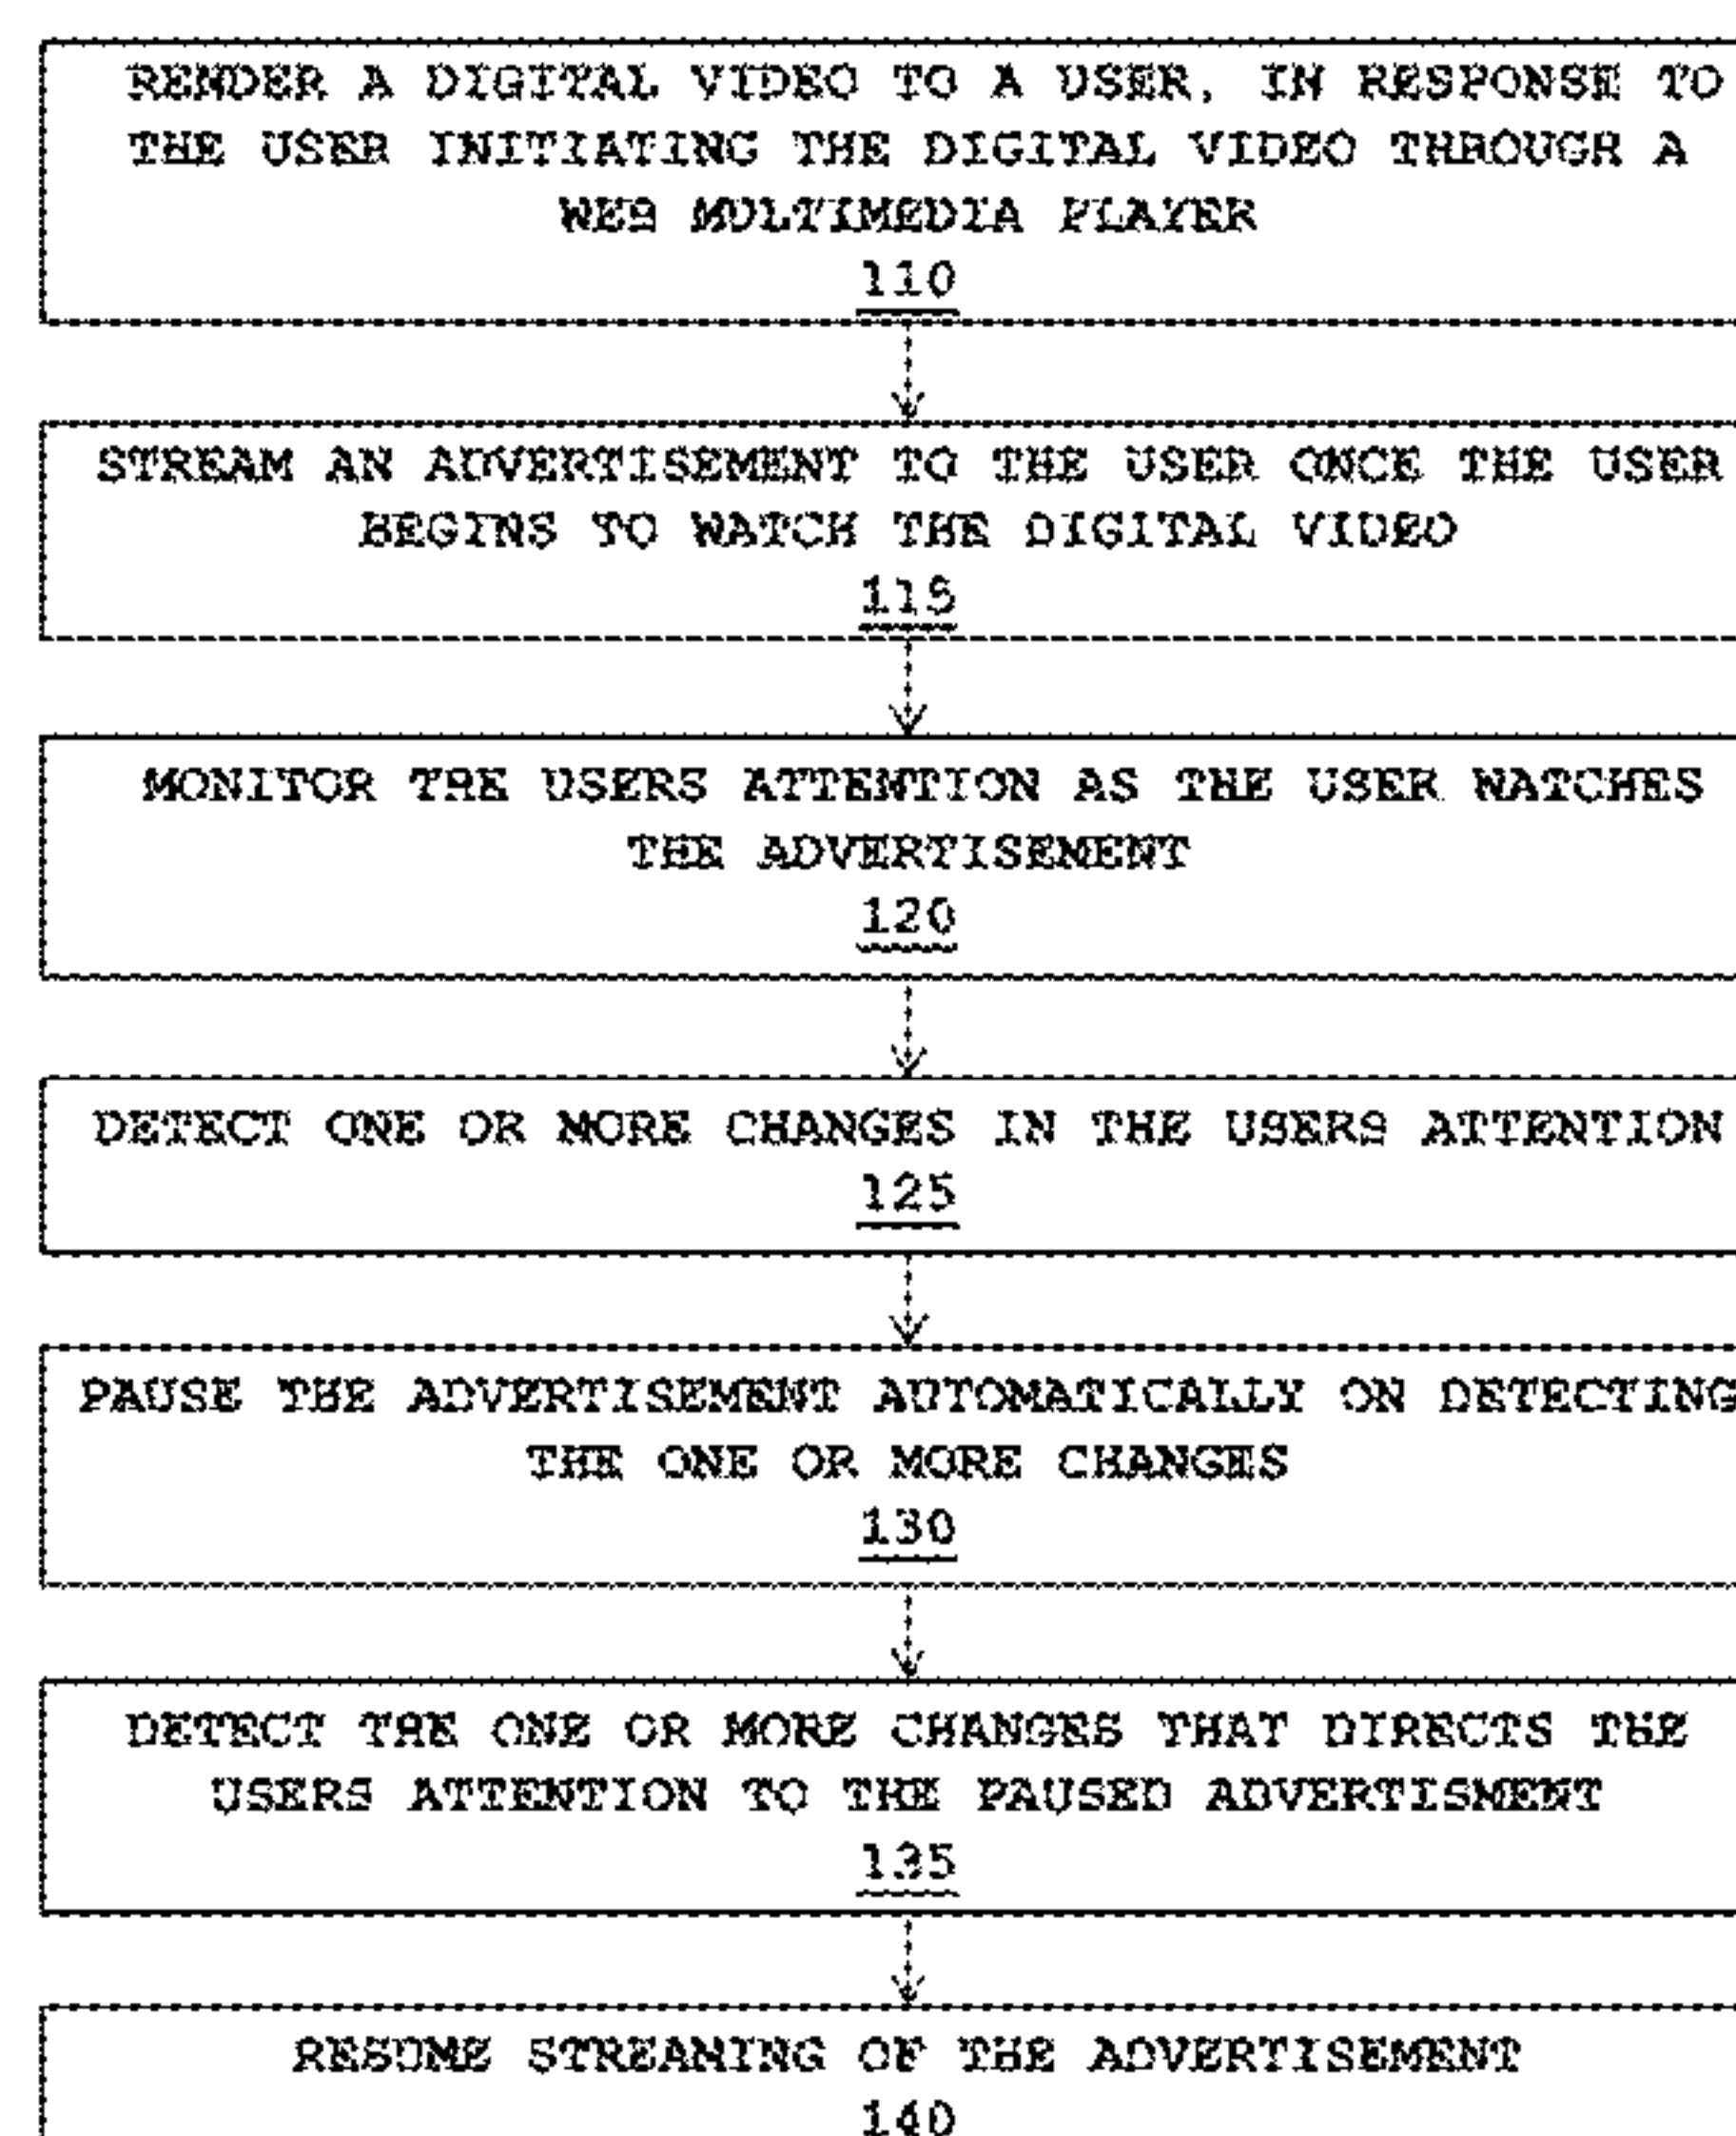 RENDER A DIGITAL VIDEO TO A USER, IN RESPONSE TO
THE USER INITIATING THE DIGITAL VIDEO THROUGH A
WEB MULTIMEDIA PLAYER
110
STREAM AN ADVERTISEMENT TO THE USER ONCE THE USER
BEGINS TO WATCH THE DIGITAL VIDEO
115
MONITOR THE USERS ATTENTION AS THE USER WATCHES
THE ADVERTISEMENT
120
DETECT ONE OR MORE CHANGES IN THE USERS ATTENTION
125
PAUSE THE ADVERTISEMENT AUTOMATICALLY ON DETECTING
THE ONE OR MORE CHANGES
130
DETECT THE ONE OR MORE CHANGES THAT DIRECTS THE
USERS ATTENTION TO THE PAUSED ADVERTISMENT
135
RESUME STREAMING OF THE ADVERTISEMENT
140